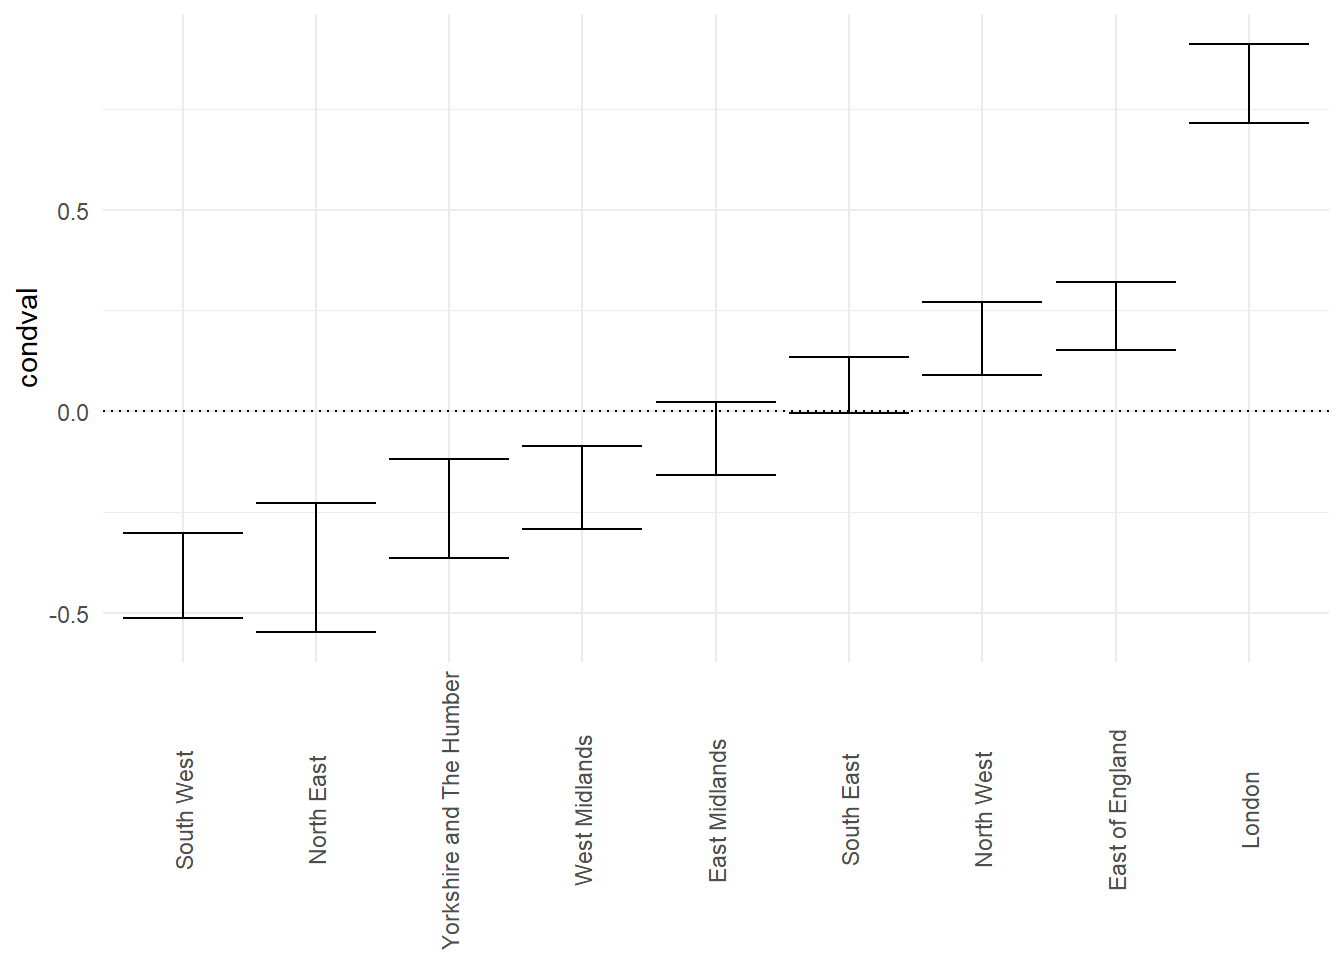 condval
0.5
0.0
-0.5
South West
North East
Yorkshire and The Humber
West Midlands
East Midlands
South East
North West
East of England
London